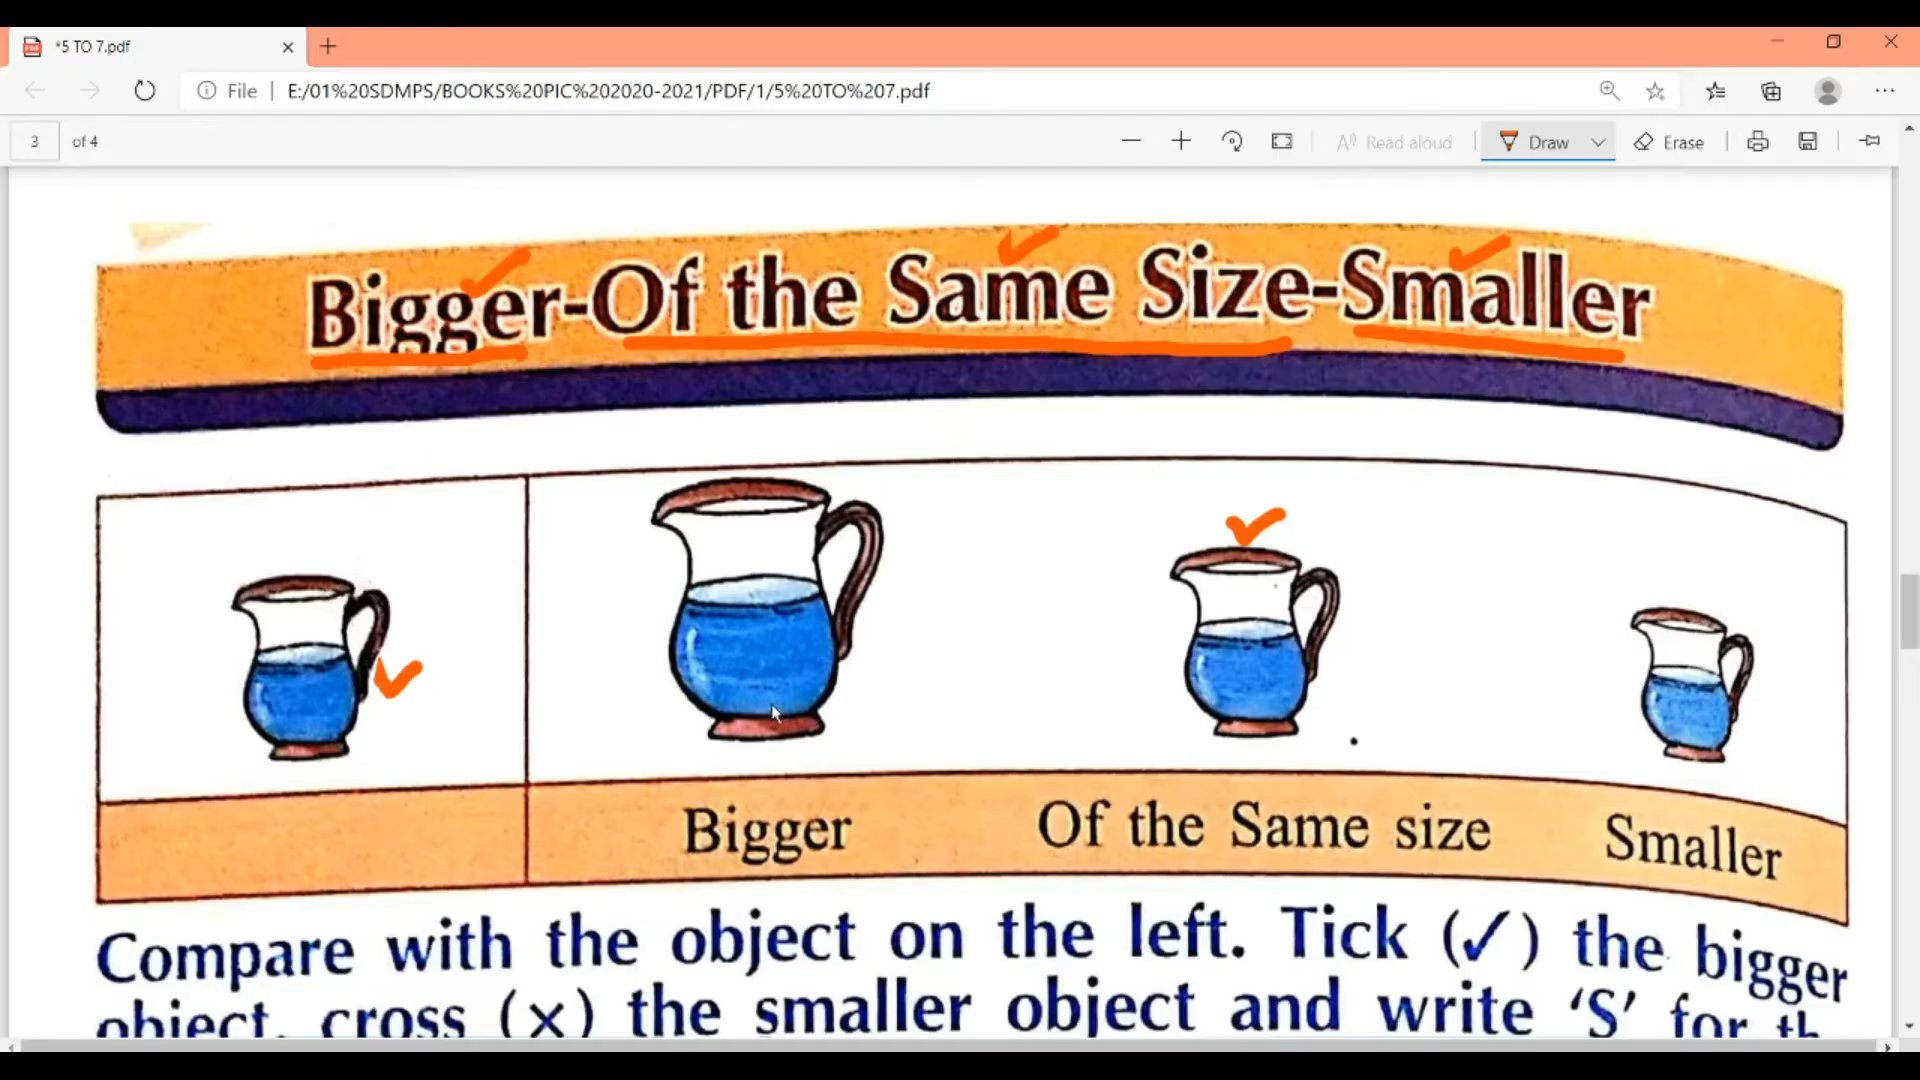 *5 TO 7.pdf
File E:/01%20SDMPS/BOOKS%20PIC%202020-2021/PDF/1/5%20TO%207.pdf
3 of 4
Read aloud Draw Erase
Bigger-Of the Same Size-Smaller
Bigger Of the Same size Smaller
Compare with the object on the left. Tick (✓) the bigger
object, cross (×) the smaller object and write ‘S’ for th